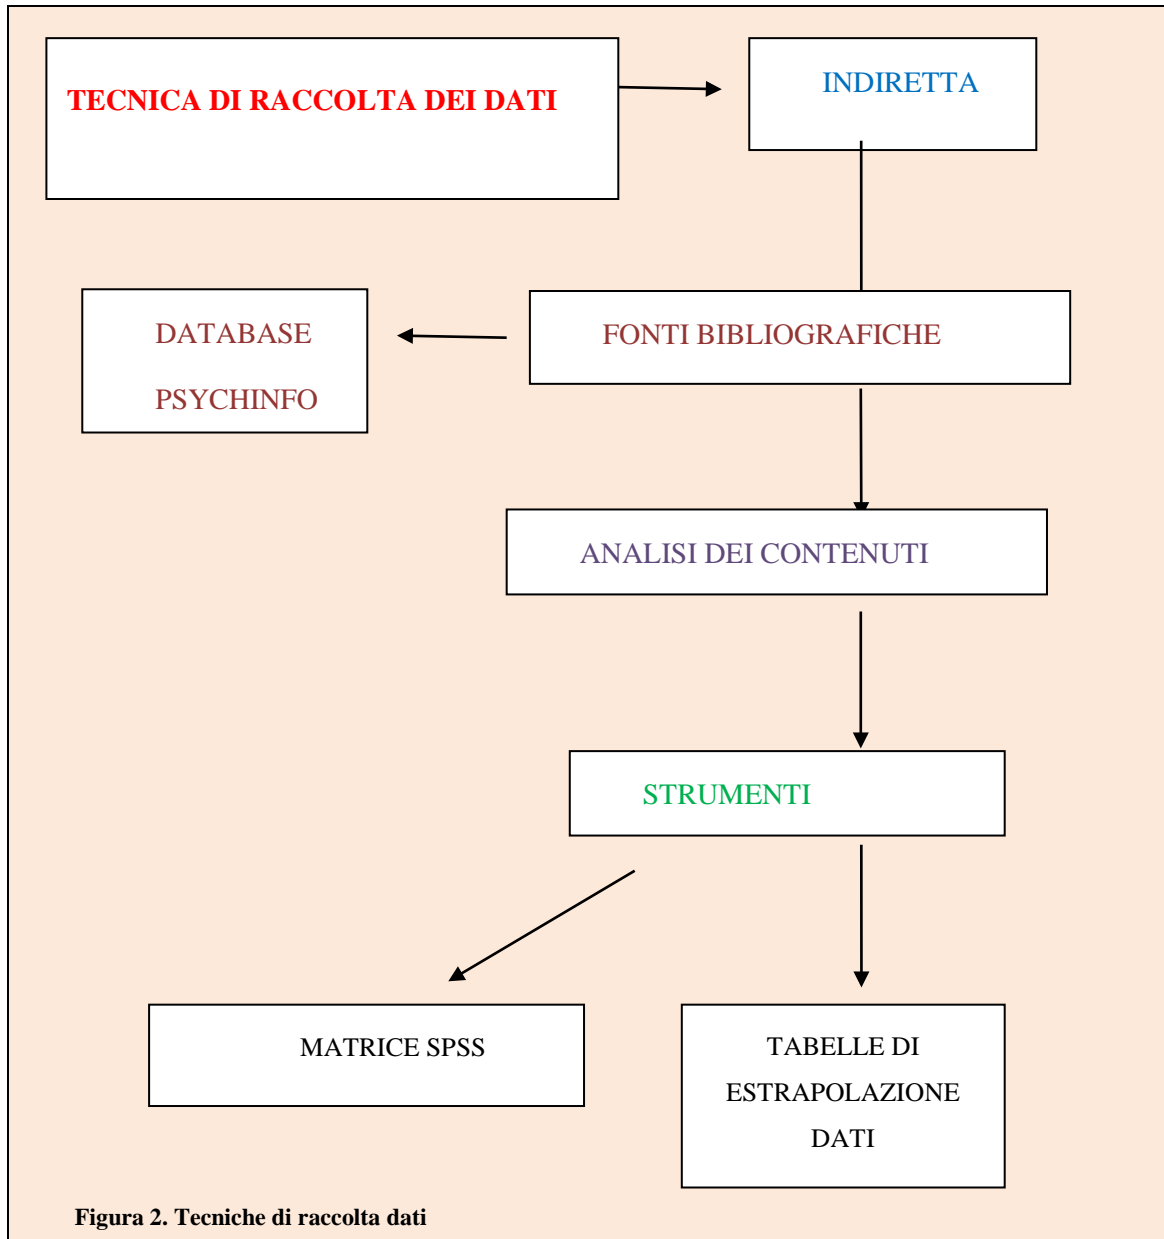 TECNICA DI RACCOLTA DEI DATI
INDIRETTA
DATABASE
PSYCHINFO
FONTI BIBLIOGRAFICHE
ANALISI DEI CONTENUTI
STRUMENTI
MATRICE SPSS
TABELLE DI
ESTRAPOLAZIONE
DATI
Figura 2. Tecniche di raccolta dati